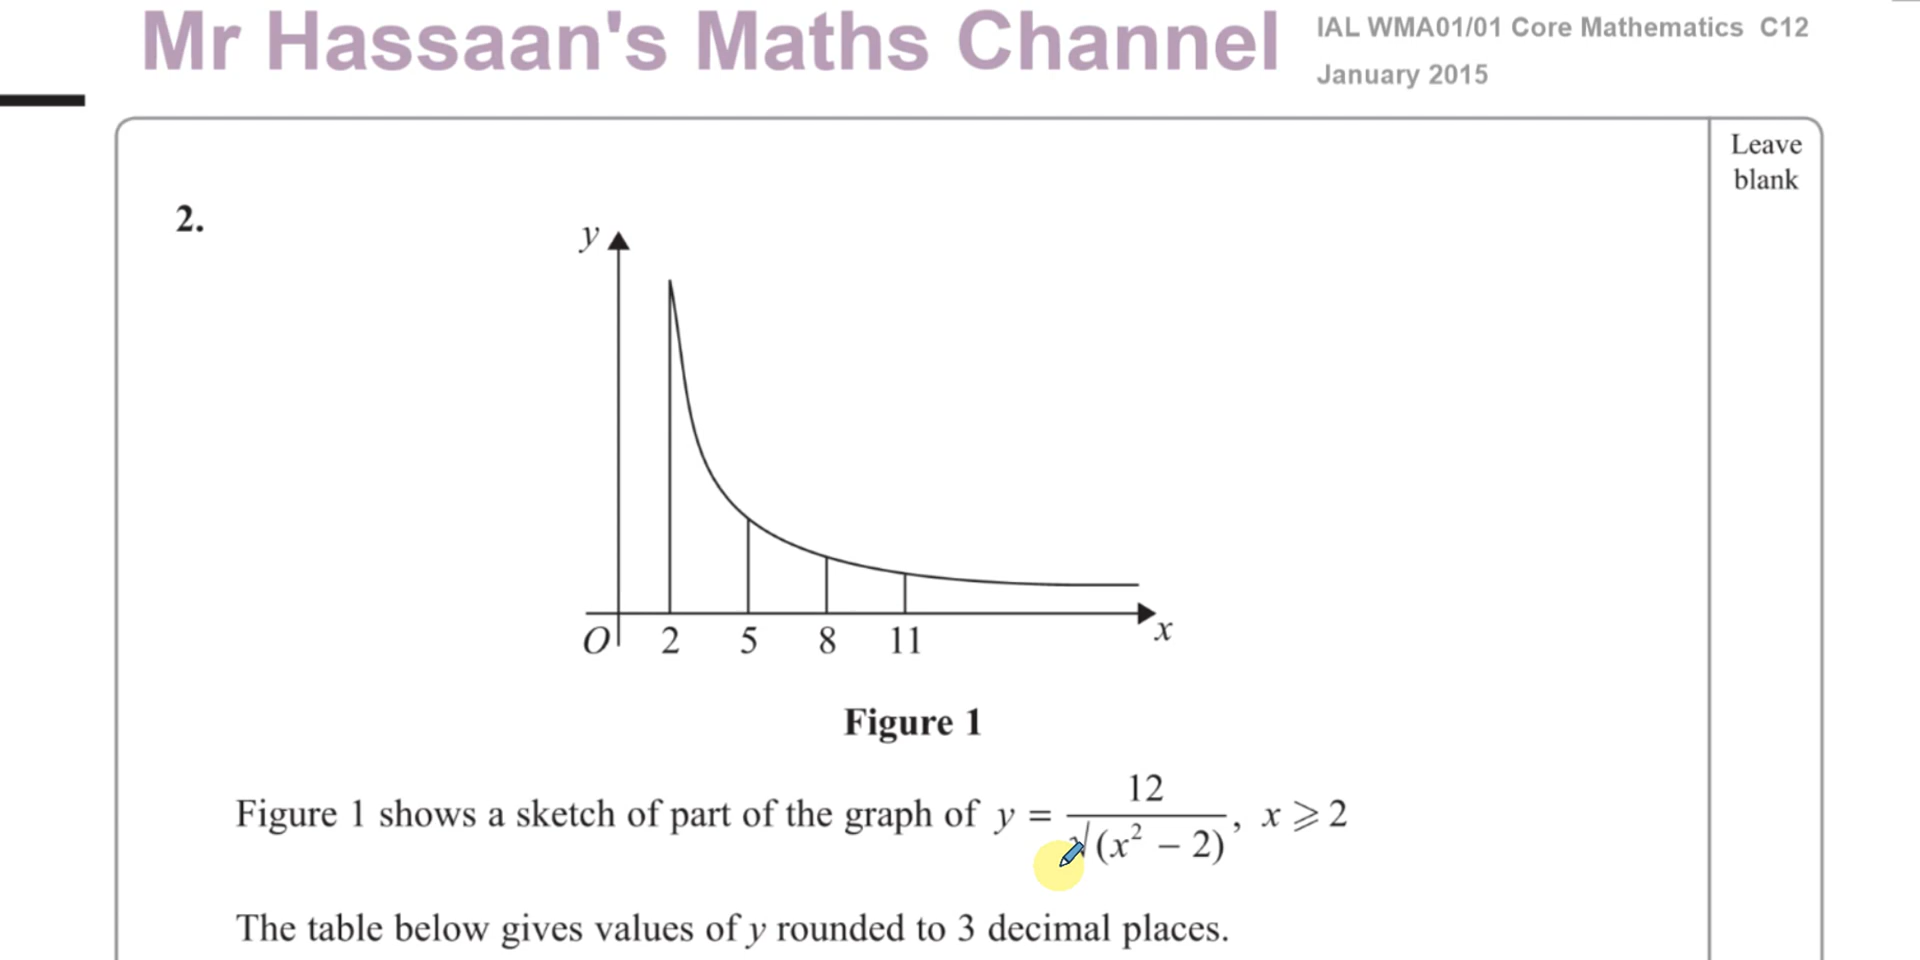 Mr Hassaan's Maths Channel
IAL WMA01/01 Core Mathematics C12
January 2015
Leave
blank
2.
y
O 2 5 8 11
x
Figure 1
Figure 1 shows a sketch of part of the graph of y = 12/√(x² − 2), x ⩾ 2
The table below gives values of y rounded to 3 decimal places.